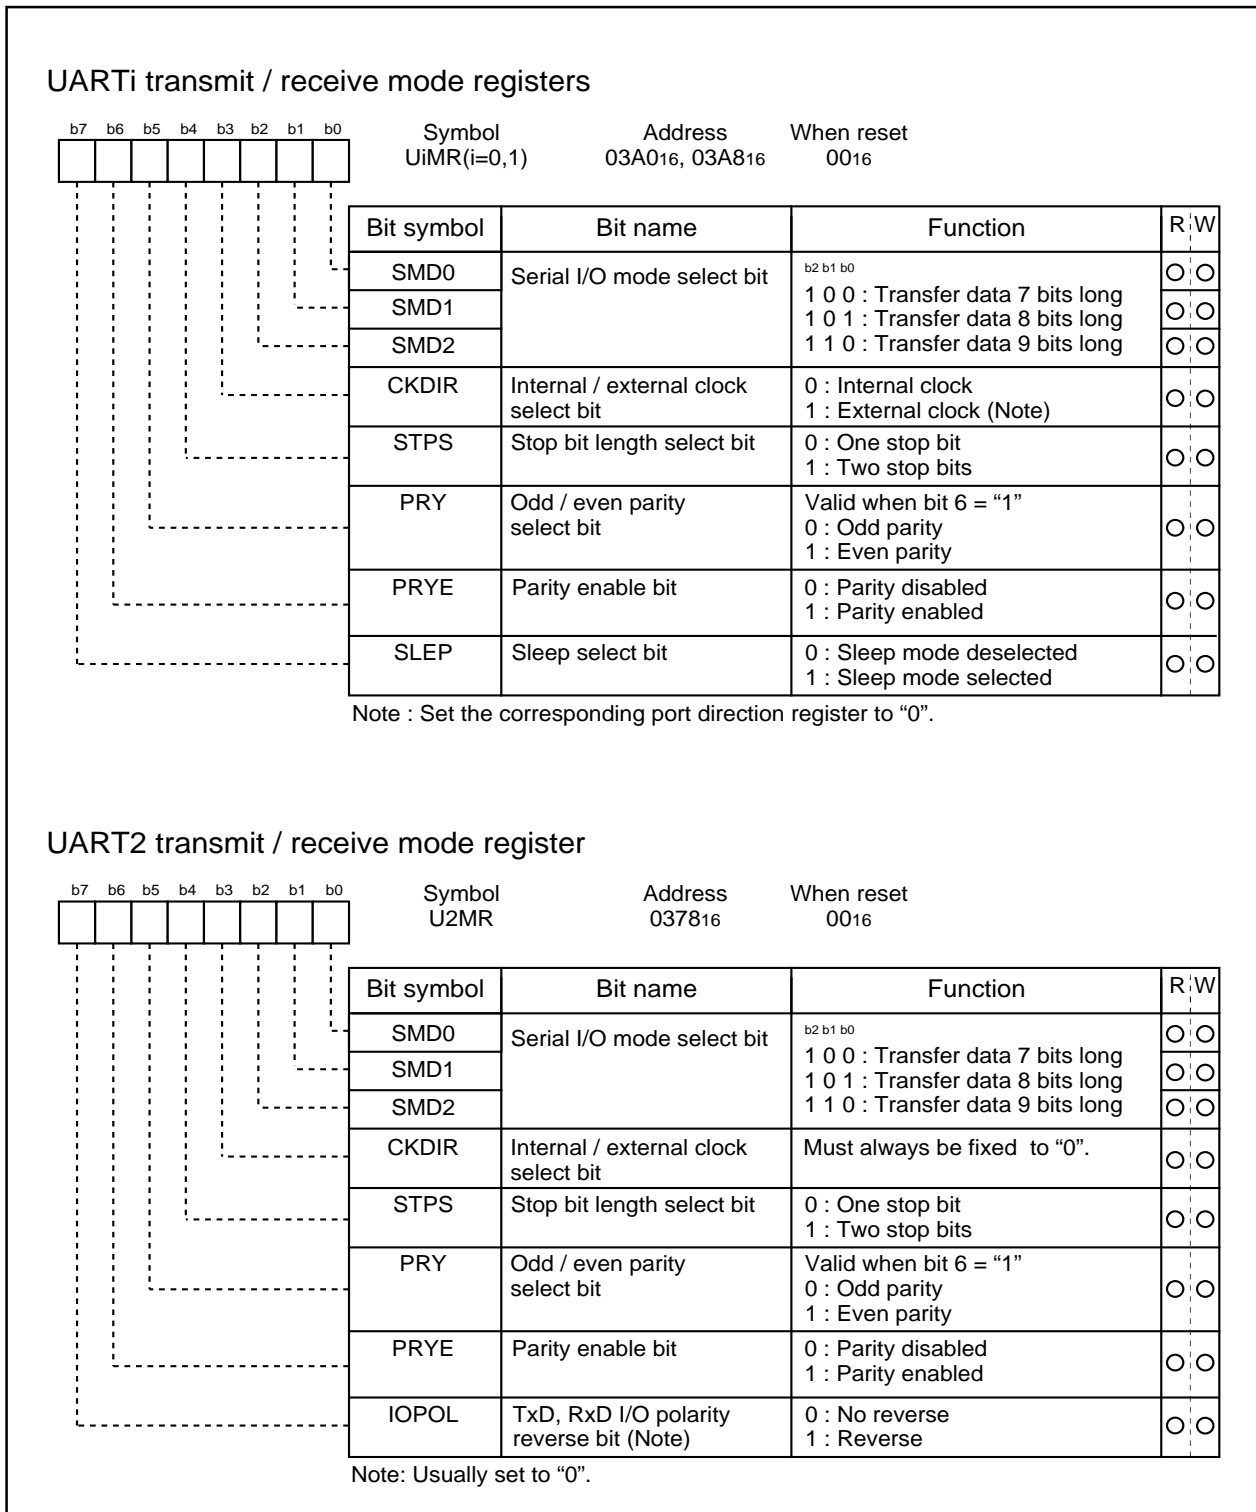 UARTi transmit / receive mode registers
b7 b6 b5 b4 b3 b2 b1 b0
Symbol Address When reset
UiMR(i=0,1) 03A016, 03A816 0016
Bit symbol Bit name Function R W
SMD0 Serial I/O mode select bit b2 b1 b0
1 0 0 : Transfer data 7 bits long
SMD1
1 0 1 : Transfer data 8 bits long
SMD2 1 1 0 : Transfer data 9 bits long
CKDIR Internal / external clock 0 : Internal clock
select bit 1 : External clock (Note)
STPS Stop bit length select bit 0 : One stop bit
1 : Two stop bits
PRY Odd / even parity Valid when bit 6 = “1”
select bit 0 : Odd parity
1 : Even parity
PRYE Parity enable bit 0 : Parity disabled
1 : Parity enabled
SLEP Sleep select bit 0 : Sleep mode deselected
1 : Sleep mode selected
Note : Set the corresponding port direction register to “0”.
UART2 transmit / receive mode register
b7 b6 b5 b4 b3 b2 b1 b0
Symbol Address When reset
U2MR 037816 0016
Bit symbol Bit name Function R W
SMD0 Serial I/O mode select bit b2 b1 b0
1 0 0 : Transfer data 7 bits long
SMD1
1 0 1 : Transfer data 8 bits long
SMD2 1 1 0 : Transfer data 9 bits long
CKDIR Internal / external clock Must always be fixed to “0”.
select bit
STPS Stop bit length select bit 0 : One stop bit
1 : Two stop bits
PRY Odd / even parity Valid when bit 6 = “1”
select bit 0 : Odd parity
1 : Even parity
PRYE Parity enable bit 0 : Parity disabled
1 : Parity enabled
IOPOL TxD, RxD I/O polarity 0 : No reverse
reverse bit (Note) 1 : Reverse
Note: Usually set to “0”.